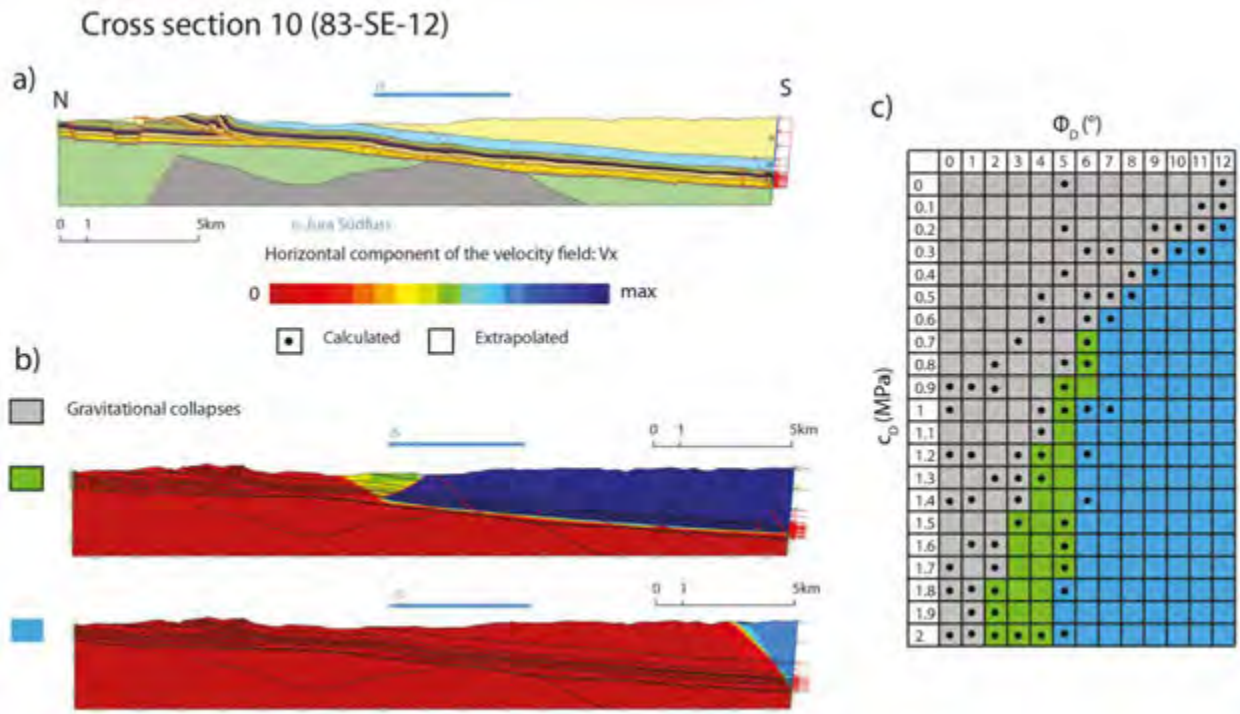 Cross section 10 (83-SE-12)
a)
N
S
0 1 5km
Jura Südfuss
Horizontal component of the velocity field: Vx
0 max
Calculated Extrapolated
b)
Gravitational collapses
0 1 5km
0 1 5km
c)
Φ_D (°)
0 1 2 3 4 5 6 7 8 9 10 11 12
c_D (MPa)
0
0.1
0.2
0.3
0.4
0.5
0.6
0.7
0.8
0.9
1
1.1
1.2
1.3
1.4
1.5
1.6
1.7
1.8
1.9
2